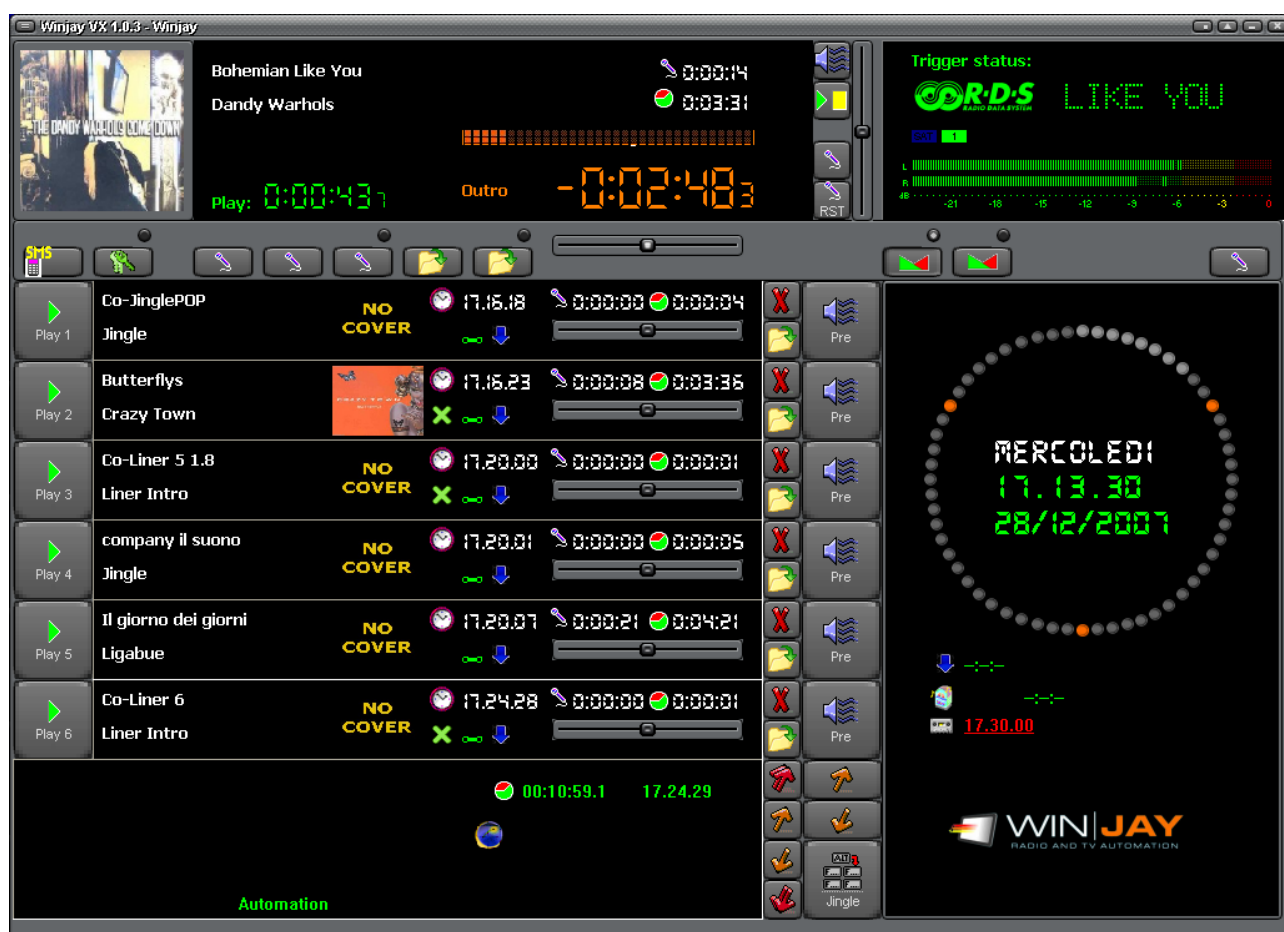 Winjay VX 1.0.3 - Winjay
THE DANDY WARHOLS COME DOWN
Bohemian Like You
0:00:14
Dandy Warhols
0:03:31
Play: 0:00:43 7
Outro
-0:02:48 3
RST
Trigger status:
R·D·S
RADIO DATA SYSTEM
LIKE YOU
EXT 1
L
R
dB -21 -18 -15 -12 -9 -6 -3 0
SMS
Play 1
Co-JinglePOP
Jingle
NO COVER
17.16.18
0:00:00
0:00:04
Pre
Play 2
Butterflys
Crazy Town
CRAZY TOWN
17.16.23
0:00:08
0:03:36
Pre
Play 3
Co-Liner 5 1.8
Liner Intro
NO COVER
17.20.00
0:00:00
0:00:01
Pre
Play 4
company il suono
Jingle
NO COVER
17.20.01
0:00:00
0:00:05
Pre
Play 5
Il giorno dei giorni
Ligabue
NO COVER
17.20.07
0:00:21
0:04:21
Pre
Play 6
Co-Liner 6
Liner Intro
NO COVER
17.24.28
0:00:00
0:00:01
Pre
00:10:59.1 17.24.29
Automation
ALT
F... F...
F... F...
Jingle
MERCOLEDI
17.13.30
28/12/2007
-:-:-
-:-:-
17.30.00
WIN|JAY
RADIO AND TV AUTOMATION